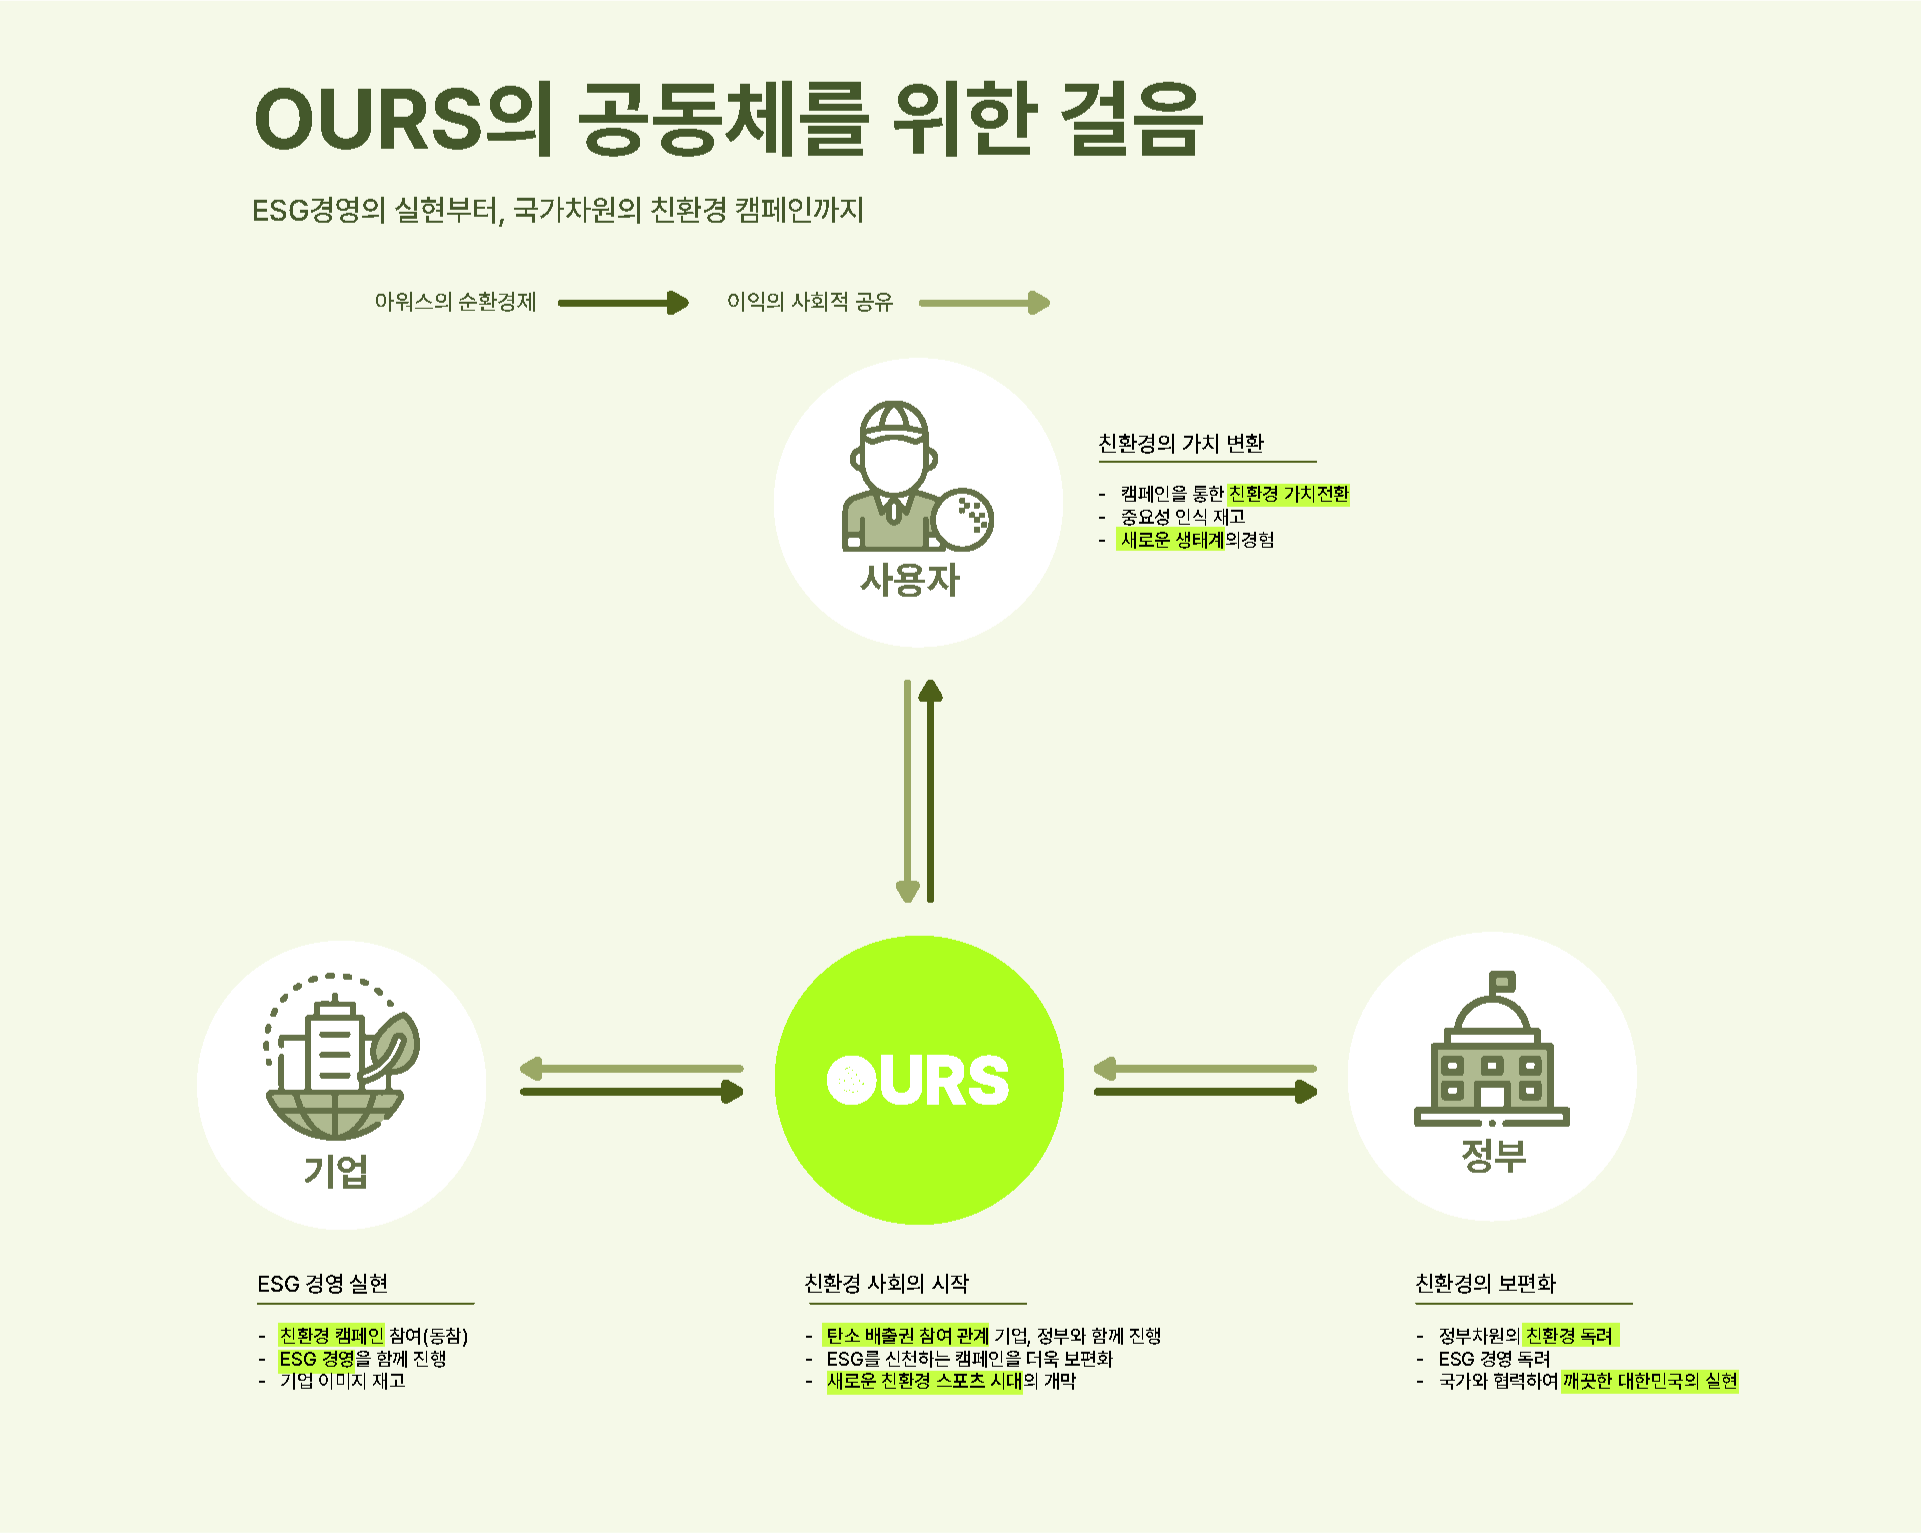 OURS의 공동체를 위한 걸음
ESG경영의 실현부터, 국가차원의 친환경 캠페인까지
아워스의 순환경제
이익의 사회적 공유
사용자
친환경의 가치 변환
- 캠페인을 통한 친환경 가치전환
- 중요성 인식 재고
- 새로운 생태계의경험
기업
OURS
정부
ESG 경영 실현
- 친환경 캠페인 참여(동참)
- ESG 경영을 함께 진행
- 기업 이미지 재고
친환경 사회의 시작
- 탄소 배출권 참여 관계 기업, 정부와 함께 진행
- ESG를 신천하는 캠페인을 더욱 보편화
- 새로운 친환경 스포츠 시대의 개막
친환경의 보편화
- 정부차원의 친환경 독려
- ESG 경영 독려
- 국가와 협력하여 깨끗한 대한민국의 실현